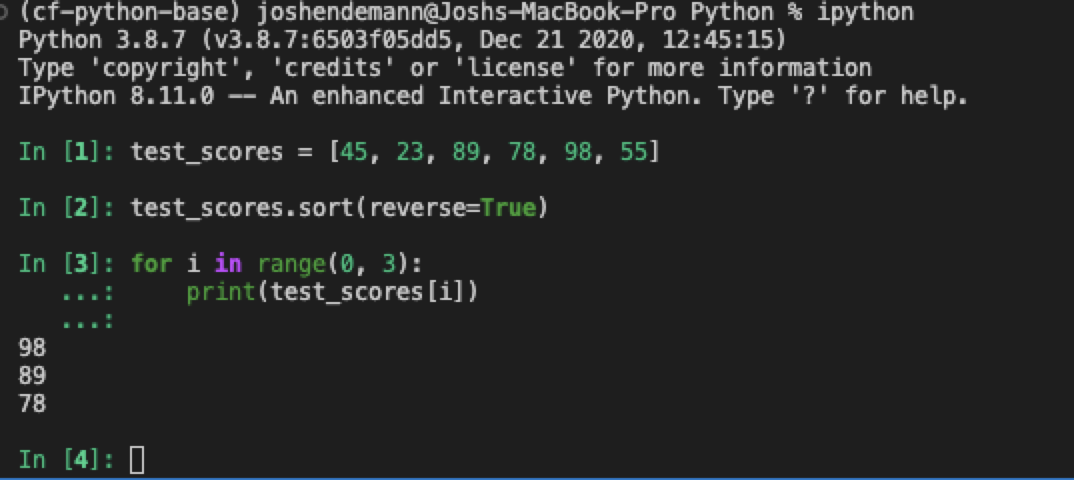 (cf-python-base) joshendemann@Joshs-MacBook-Pro Python % ipython
Python 3.8.7 (v3.8.7:6503f05dd5, Dec 21 2020, 12:45:15)
Type 'copyright', 'credits' or 'license' for more information
IPython 8.11.0 -- An enhanced Interactive Python. Type '?' for help.
In [1]: test_scores = [45, 23, 89, 78, 98, 55]
In [2]: test_scores.sort(reverse=True)
In [3]: for i in range(0, 3):
   ...:     print(test_scores[i])
   ...:
98
89
78
In [4]: